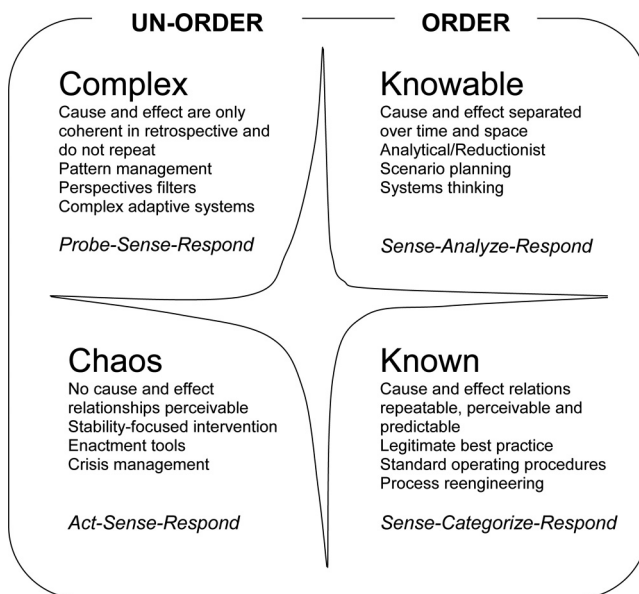 UN-ORDER
ORDER
Complex
Cause and effect are only
coherent in retrospective and
do not repeat
Pattern management
Perspectives filters
Complex adaptive systems
Probe-Sense-Respond
Knowable
Cause and effect separated
over time and space
Analytical/Reductionist
Scenario planning
Systems thinking
Sense-Analyze-Respond
Chaos
No cause and effect
relationships perceivable
Stability-focused intervention
Enactment tools
Crisis management
Act-Sense-Respond
Known
Cause and effect relations
repeatable, perceivable and
predictable
Legitimate best practice
Standard operating procedures
Process reengineering
Sense-Categorize-Respond